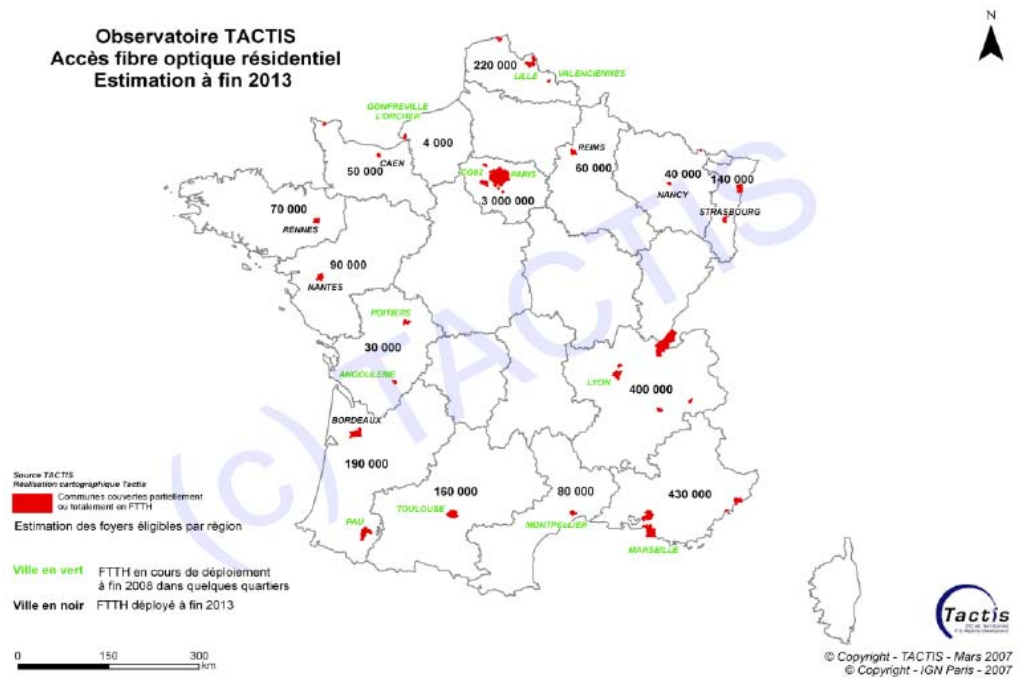 Observatoire TACTIS
Accès fibre optique résidentiel
Estimation à fin 2013
N
220 000
LILLE
VALENCIENNES
GONFREVILLE
L'ORCHER
4 000
CAEN
50 000
REIMS
60 000
CG92
PARIS
3 000 000
40 000
NANCY
140 000
STRASBOURG
70 000
RENNES
90 000
NANTES
POITIERS
30 000
ANGOULEME
LYON
400 000
BORDEAUX
190 000
PAU
160 000
TOULOUSE
80 000
MONTPELLIER
430 000
MARSEILLE
(c) TACTIS
Source TACTIS
Réalisation cartographique Tactis
Communes couvertes partiellement
ou totalement en FTTH
Estimation des foyers éligibles par région
Ville en vert FTTH en cours de déploiement
à fin 2008 dans quelques quartiers
Ville en noir FTTH déployé à fin 2013
0 150 300
km
Tactis
© Copyright - TACTIS - Mars 2007
© Copyright - IGN Paris - 2007